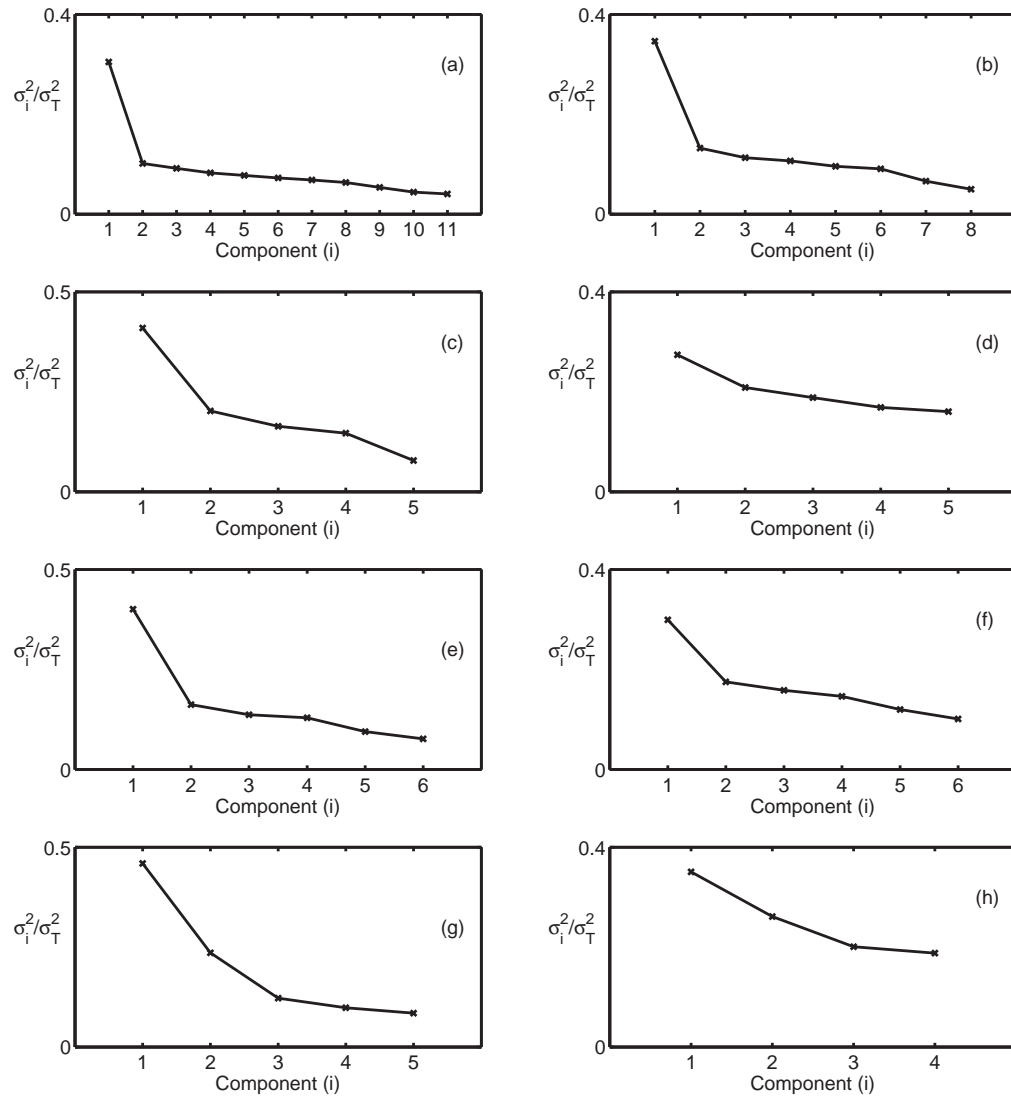 0.4
(a)
σ_i^2/σ_T^2
0
1 2 3 4 5 6 7 8 9 10 11
Component (i)
0.4
(b)
σ_i^2/σ_T^2
0
1 2 3 4 5 6 7 8
Component (i)
0.5
(c)
σ_i^2/σ_T^2
0
1 2 3 4 5
Component (i)
0.4
(d)
σ_i^2/σ_T^2
0
1 2 3 4 5
Component (i)
0.5
(e)
σ_i^2/σ_T^2
0
1 2 3 4 5 6
Component (i)
0.4
(f)
σ_i^2/σ_T^2
0
1 2 3 4 5 6
Component (i)
0.5
(g)
σ_i^2/σ_T^2
0
1 2 3 4 5
Component (i)
0.4
(h)
σ_i^2/σ_T^2
0
1 2 3 4
Component (i)